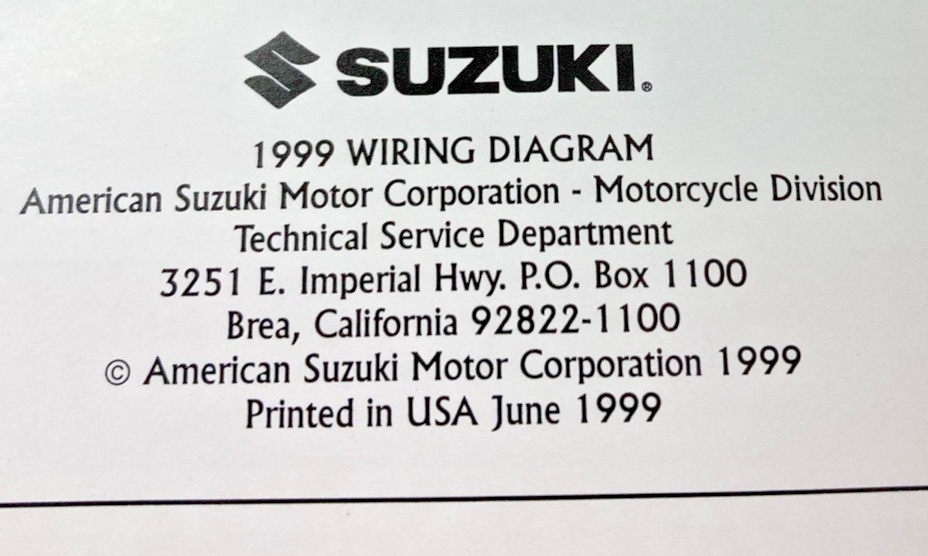 SUZUKI®
1999 WIRING DIAGRAM
American Suzuki Motor Corporation - Motorcycle Division
Technical Service Department
3251 E. Imperial Hwy. P.O. Box 1100
Brea, California 92822-1100
© American Suzuki Motor Corporation 1999
Printed in USA June 1999